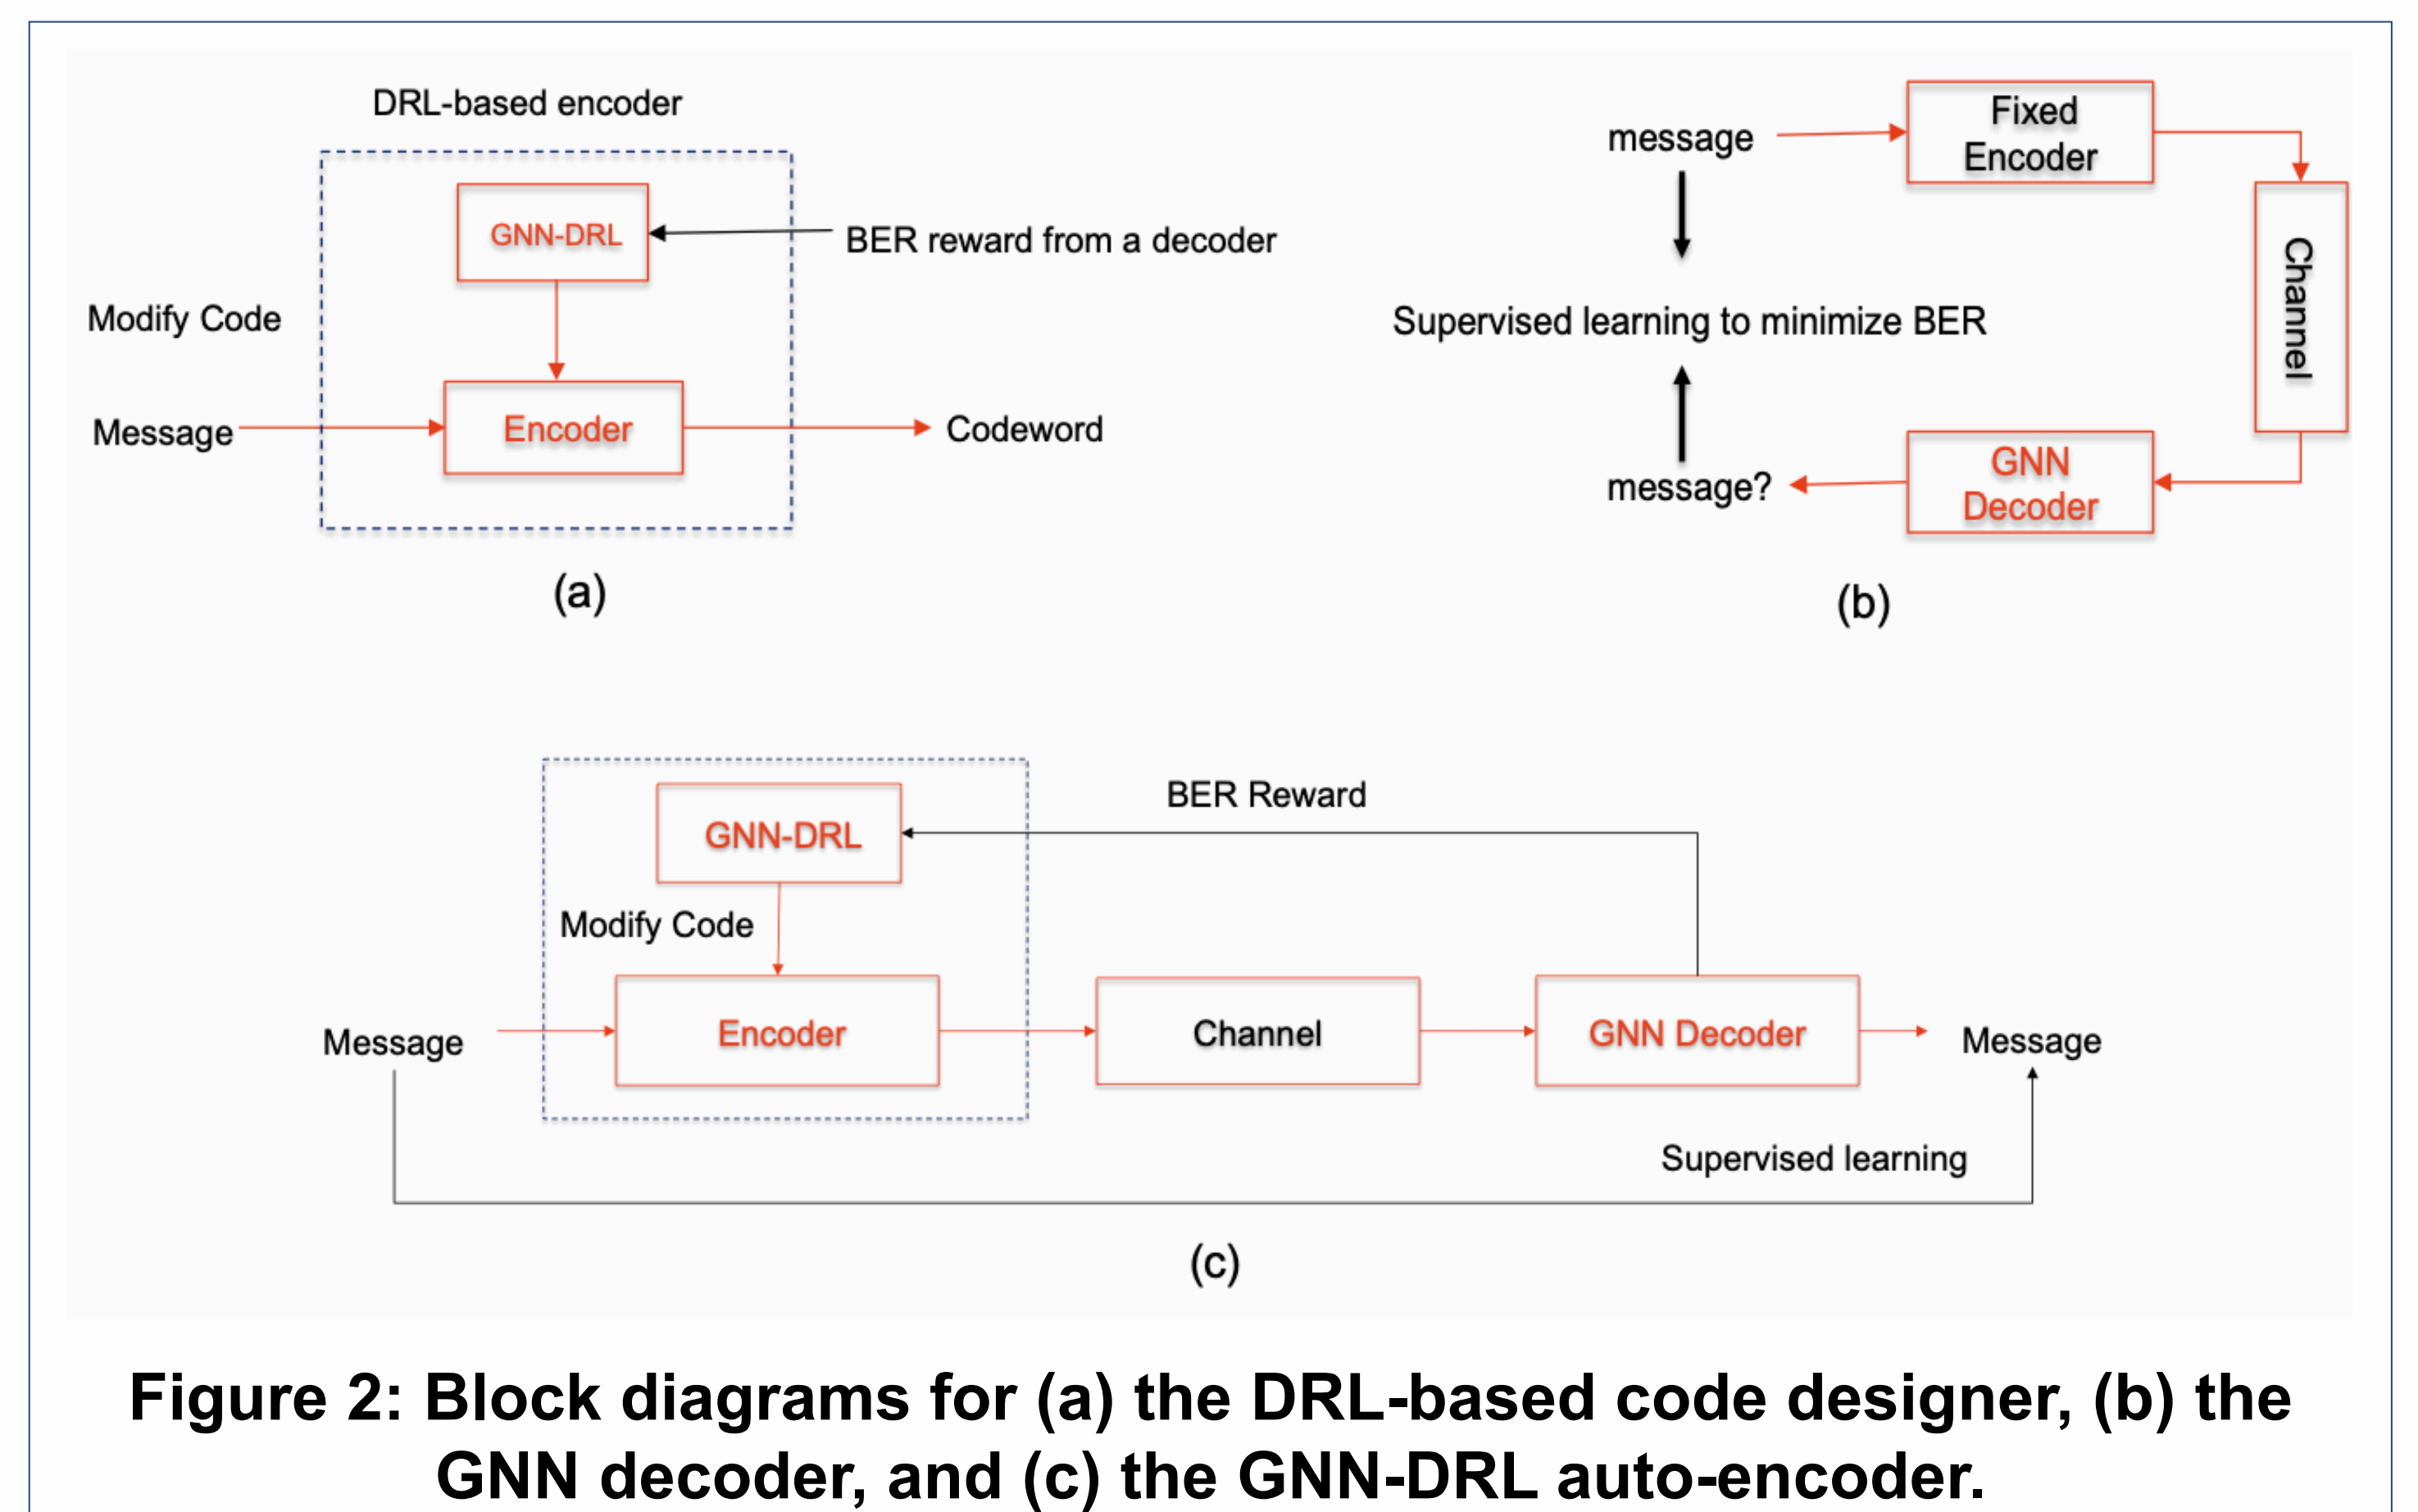 DRL-based encoder
GNN-DRL
BER reward from a decoder
Modify Code
Message
Encoder
Codeword
(a)
message
Fixed
Encoder
Channel
Supervised learning to minimize BER
message?
GNN
Decoder
(b)
GNN-DRL
BER Reward
Modify Code
Message
Encoder
Channel
GNN Decoder
Message
Supervised learning
(c)
Figure 2: Block diagrams for (a) the DRL-based code designer, (b) the
GNN decoder, and (c) the GNN-DRL auto-encoder.